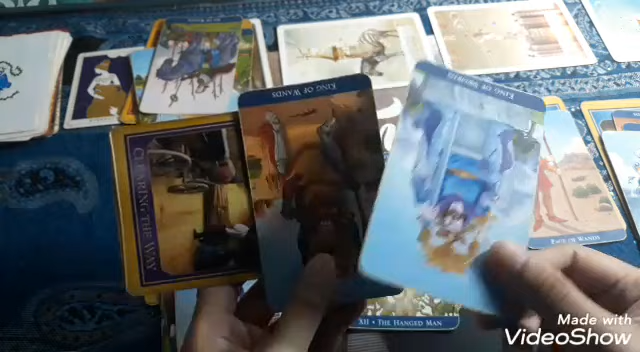 KING OF WANDS
KING OF SWORDS
CLEARING THE WAY
PAGE OF WANDS
XII • THE HANGED MAN
Made with
VideoShow